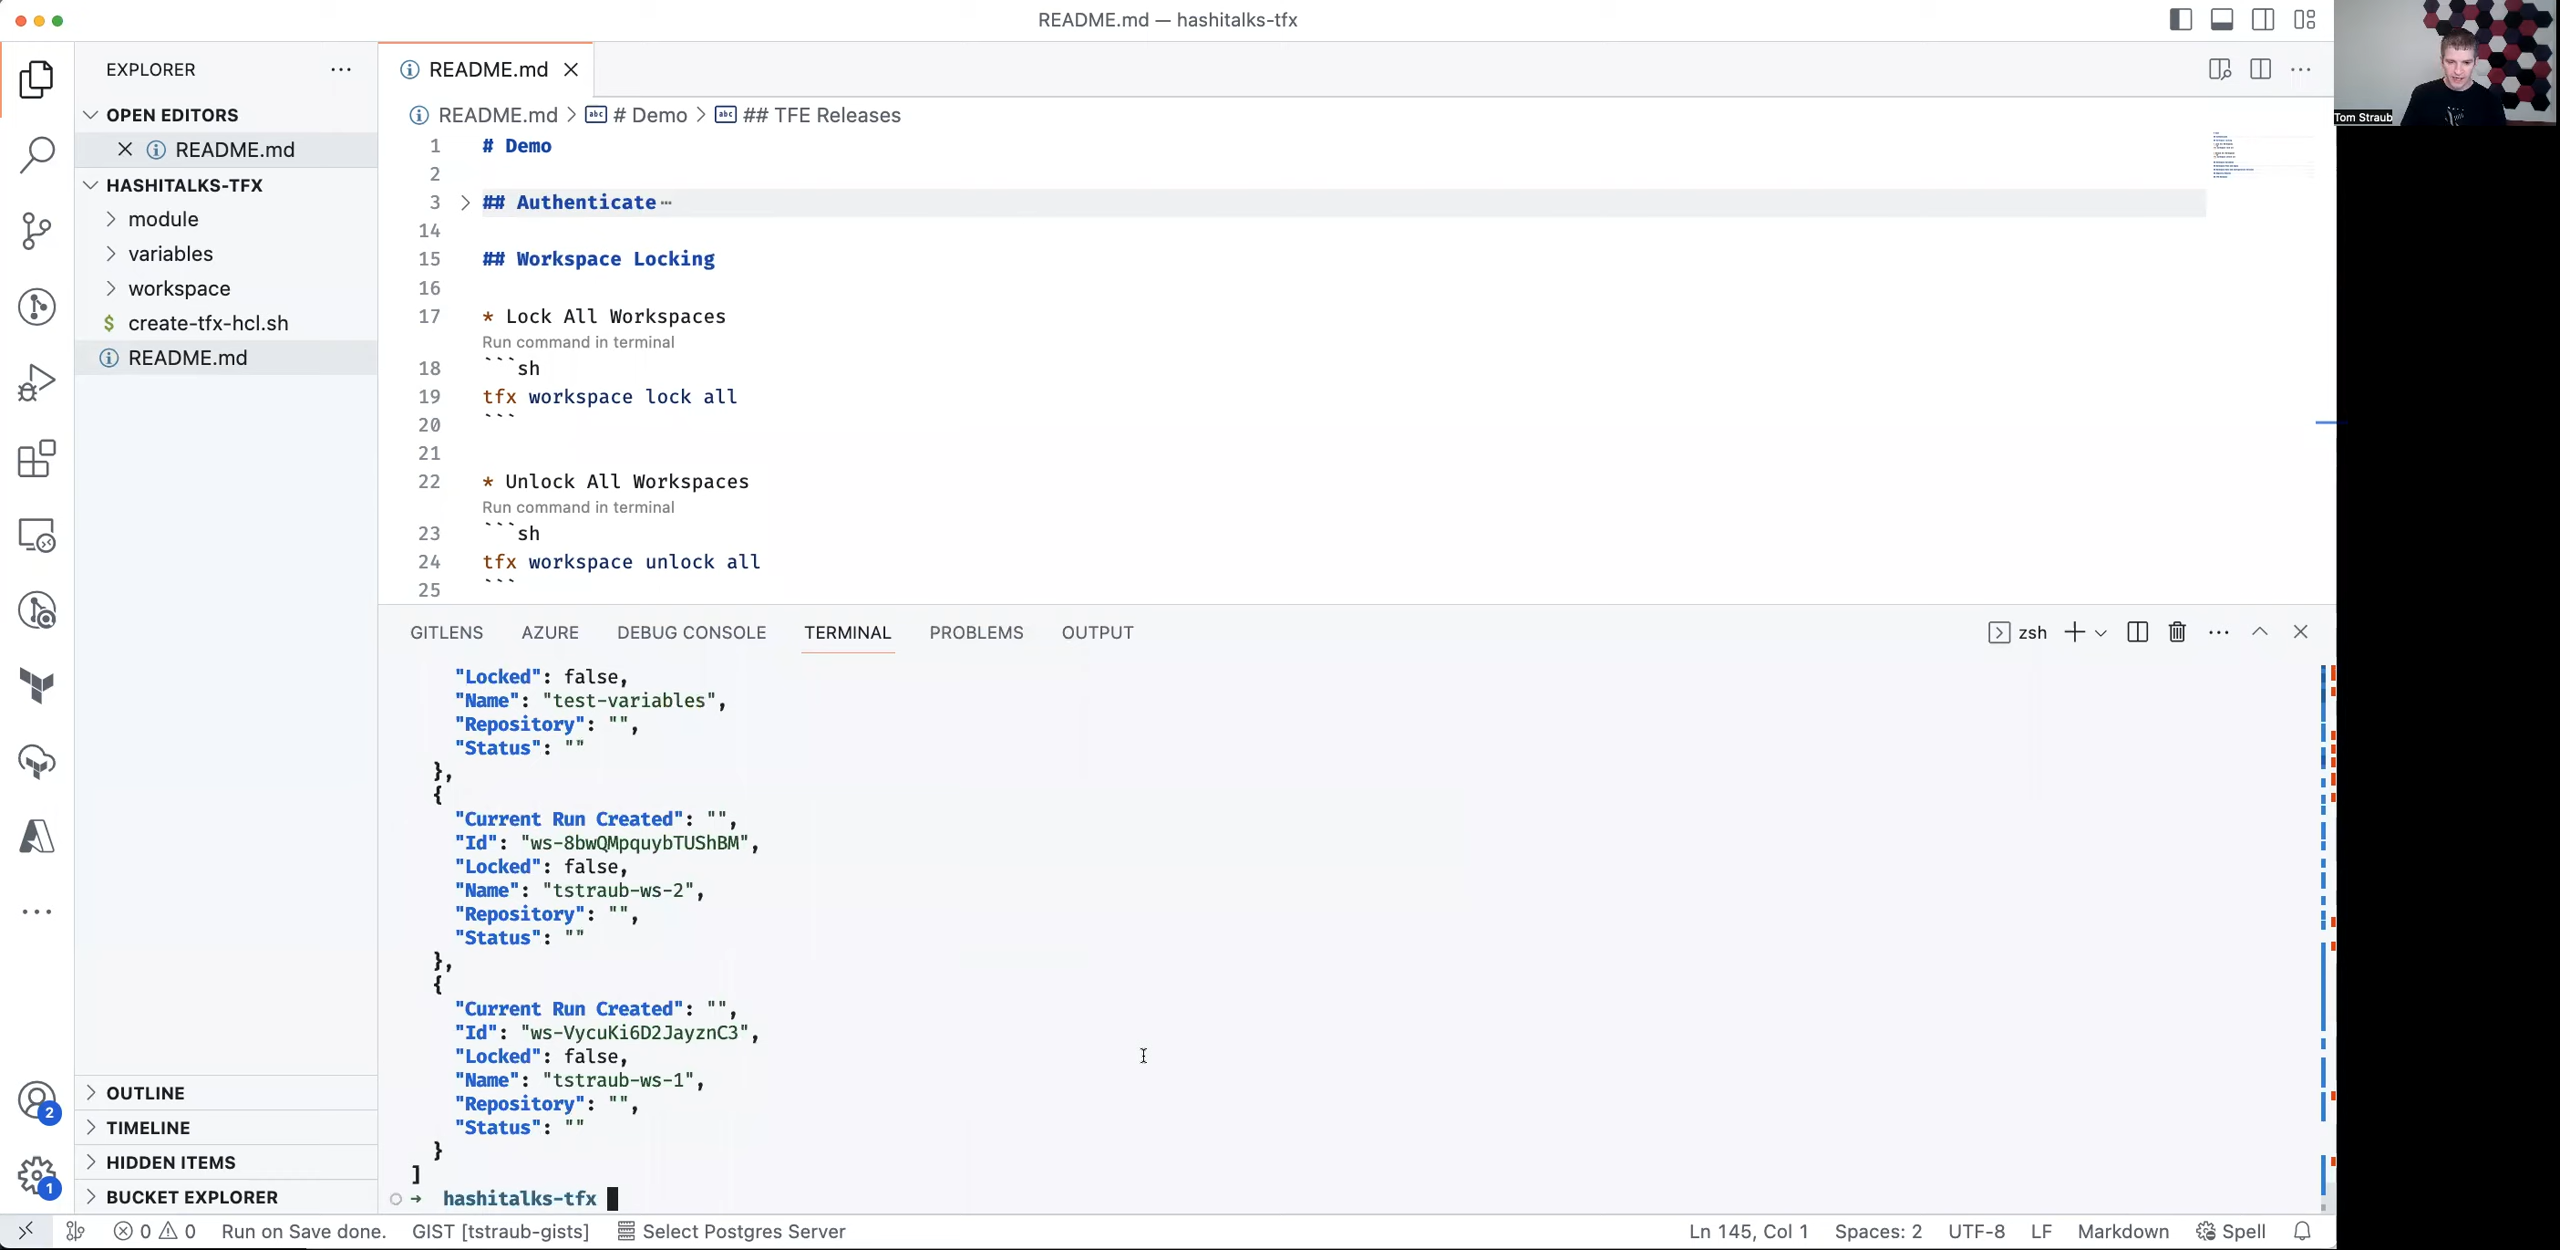 README.md — hashitalks-tfx
EXPLORER
README.md
Tom Straub
OPEN EDITORS
README.md
HASHITALKS-TFX
module
variables
workspace
$ create-tfx-hcl.sh
README.md
OUTLINE
TIMELINE
HIDDEN ITEMS
BUCKET EXPLORER
2
1
README.md > # Demo > ## TFE Releases
1 # Demo
2
3 ## Authenticate ⋯
14
15 ## Workspace Locking
16
17 * Lock All Workspaces
Run command in terminal
18 ```sh
19 tfx workspace lock all
20 ```
21
22 * Unlock All Workspaces
Run command in terminal
23 ```sh
24 tfx workspace unlock all
25 ```
GITLENS AZURE DEBUG CONSOLE TERMINAL PROBLEMS OUTPUT zsh
"Locked": false,
"Name": "test-variables",
"Repository": "",
"Status": ""
},
{
"Current Run Created": "",
"Id": "ws-8bwQMpquybTUShBM",
"Locked": false,
"Name": "tstraub-ws-2",
"Repository": "",
"Status": ""
},
{
"Current Run Created": "",
"Id": "ws-VycuKi6D2JayznC3",
"Locked": false,
"Name": "tstraub-ws-1",
"Repository": "",
"Status": ""
}
]
→ hashitalks-tfx
0 0 Run on Save done. GIST [tstraub-gists] Select Postgres Server Ln 145, Col 1 Spaces: 2 UTF-8 LF Markdown Spell